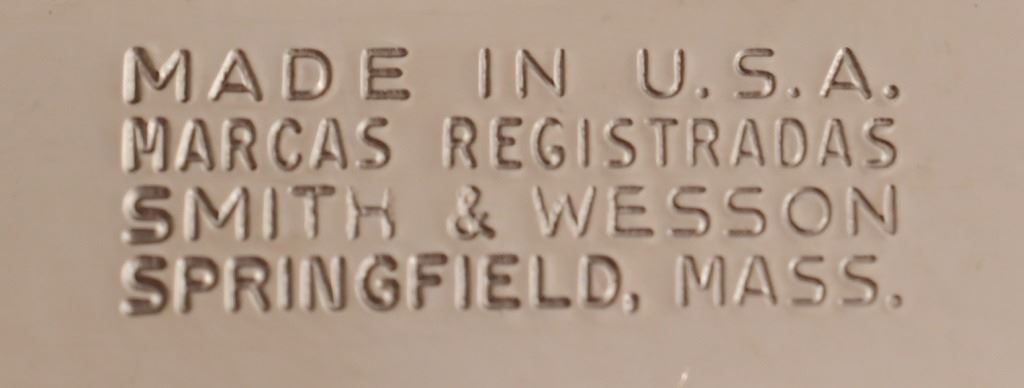 MADE IN U.S.A.
MARCAS REGISTRADAS
SMITH & WESSON
SPRINGFIELD, MASS.